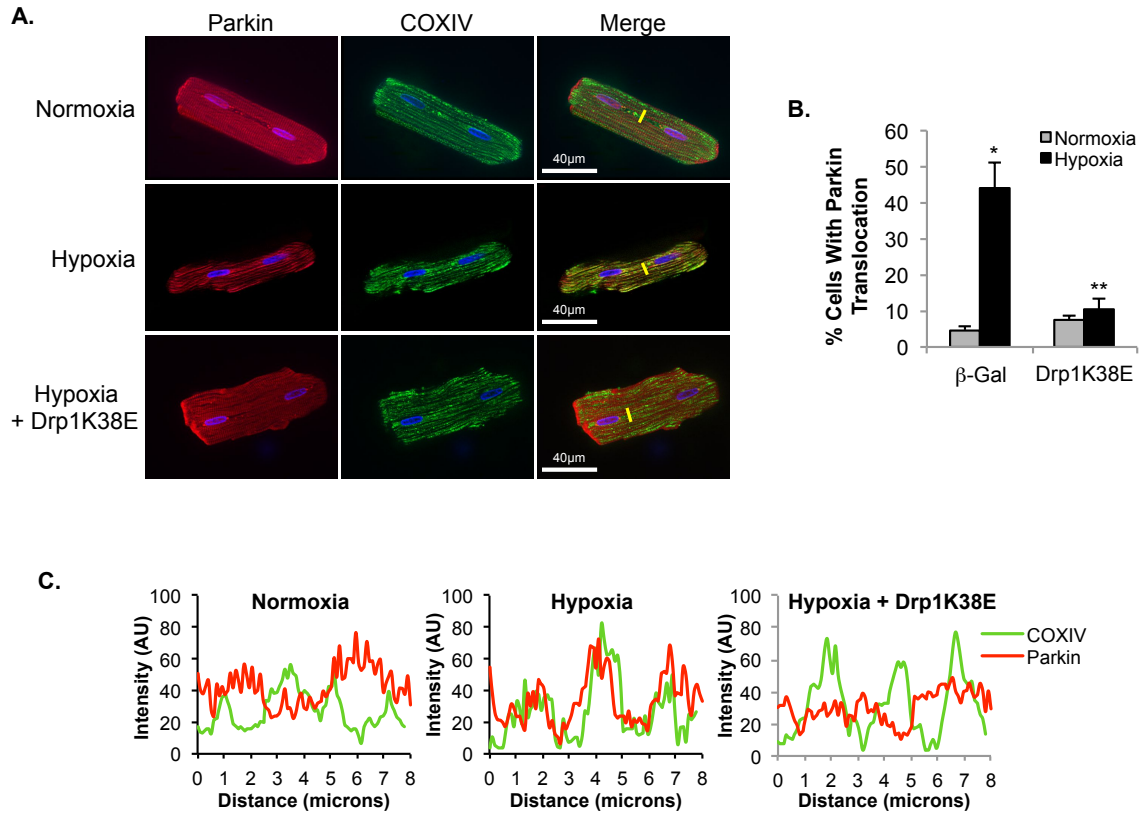 A.
Parkin COXIV Merge
Normoxia
40µm
Hypoxia
40µm
Hypoxia
+ Drp1K38E
40µm
B.
% Cells With Parkin
Translocation
60
50
40
30
20
10
0
Normoxia
Hypoxia
*
**
β-Gal Drp1K38E
C.
Normoxia
Intensity (AU)
100
80
60
40
20
0
0 1 2 3 4 5 6 7 8
Distance (microns)
Hypoxia
Intensity (AU)
100
80
60
40
20
0
0 1 2 3 4 5 6 7 8
Distance (microns)
Hypoxia + Drp1K38E
Intensity (AU)
100
80
60
40
20
0
0 1 2 3 4 5 6 7 8
Distance (microns)
COXIV
Parkin